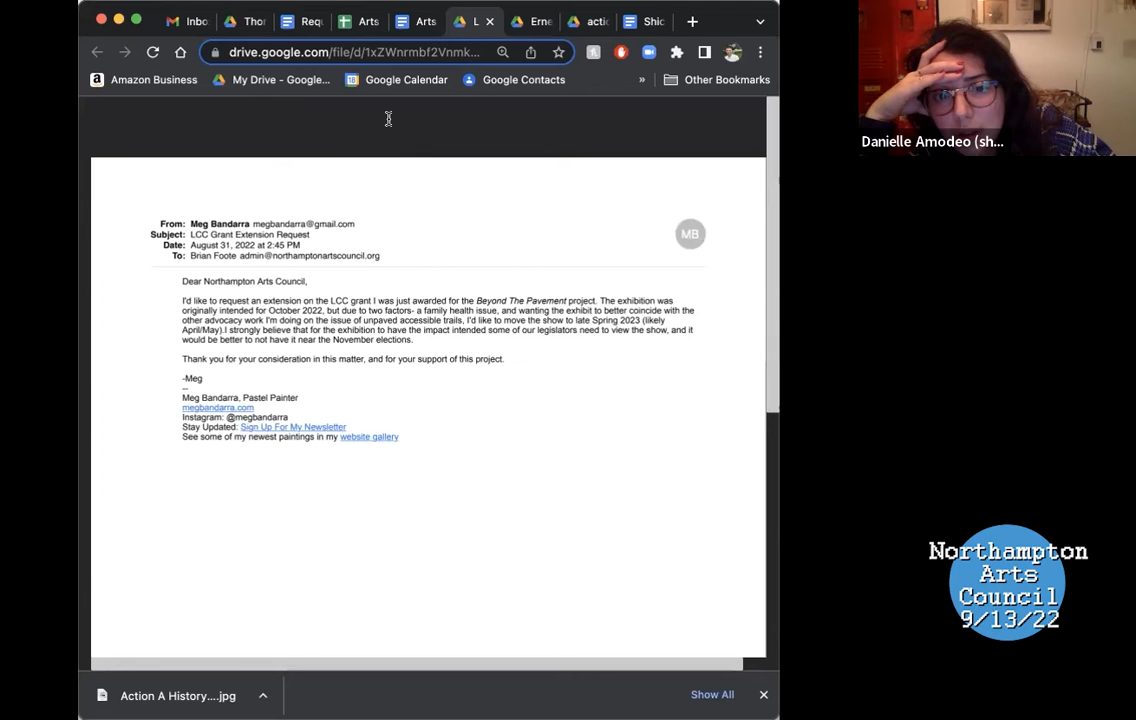 Inbo
Thor
Requ
Arts
Arts
L
Erne
actic
Shic
drive.google.com/file/d/1xZWnrmbf2Vnmk...
Amazon Business
My Drive - Google...
Google Calendar
Google Contacts
»
Other Bookmarks
Danielle Amodeo (sh...
From: Meg Bandarra megbandarra@gmail.com
Subject: LCC Grant Extension Request
Date: August 31, 2022 at 2:45 PM
To: Brian Foote admin@northamptonartscouncil.org
MB
Dear Northampton Arts Council,
I'd like to request an extension on the LCC grant I was just awarded for the Beyond The Pavement project. The exhibition was
originally intended for October 2022, but due to two factors- a family health issue, and wanting the exhibit to better coincide with the
other advocacy work I'm doing on the issue of unpaved accessible trails, I'd like to move the show to late Spring 2023 (likely
April/May).I strongly believe that for the exhibition to have the impact intended some of our legislators need to view the show, and it
would be better to not have it near the November elections.
Thank you for your consideration in this matter, and for your support of this project.
-Meg
--
Meg Bandarra, Pastel Painter
megbandarra.com
Instagram: @megbandarra
Stay Updated: Sign Up For My Newsletter
See some of my newest paintings in my website gallery
Northampton
Arts
Council
9/13/22
Action A History....jpg
Show All